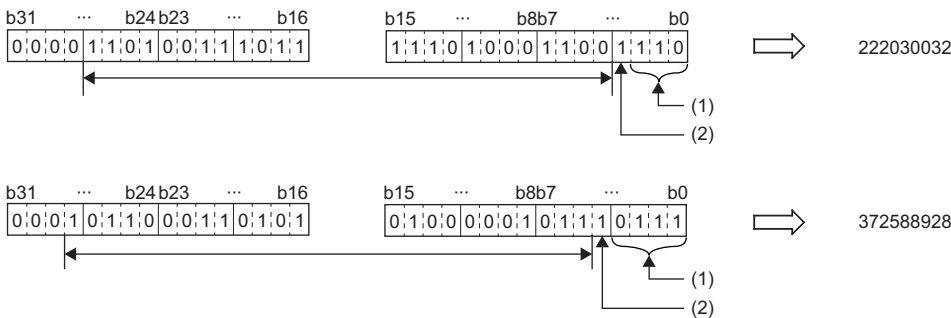 b31 ... b24 b23 ... b16 b15 ... b8b7 ... b0
0 0 0 0 1 1 0 1 0 0 1 1 1 0 1 1 1 1 1 0 1 0 0 0 1 1 0 0 1 1 1 0 222030032
(1)
(2)
b31 ... b24 b23 ... b16 b15 ... b8b7 ... b0
0 0 0 1 0 1 1 0 0 0 1 1 0 1 0 1 0 1 0 0 0 0 0 1 0 1 1 1 0 1 1 1 1 372588928
(1)
(2)